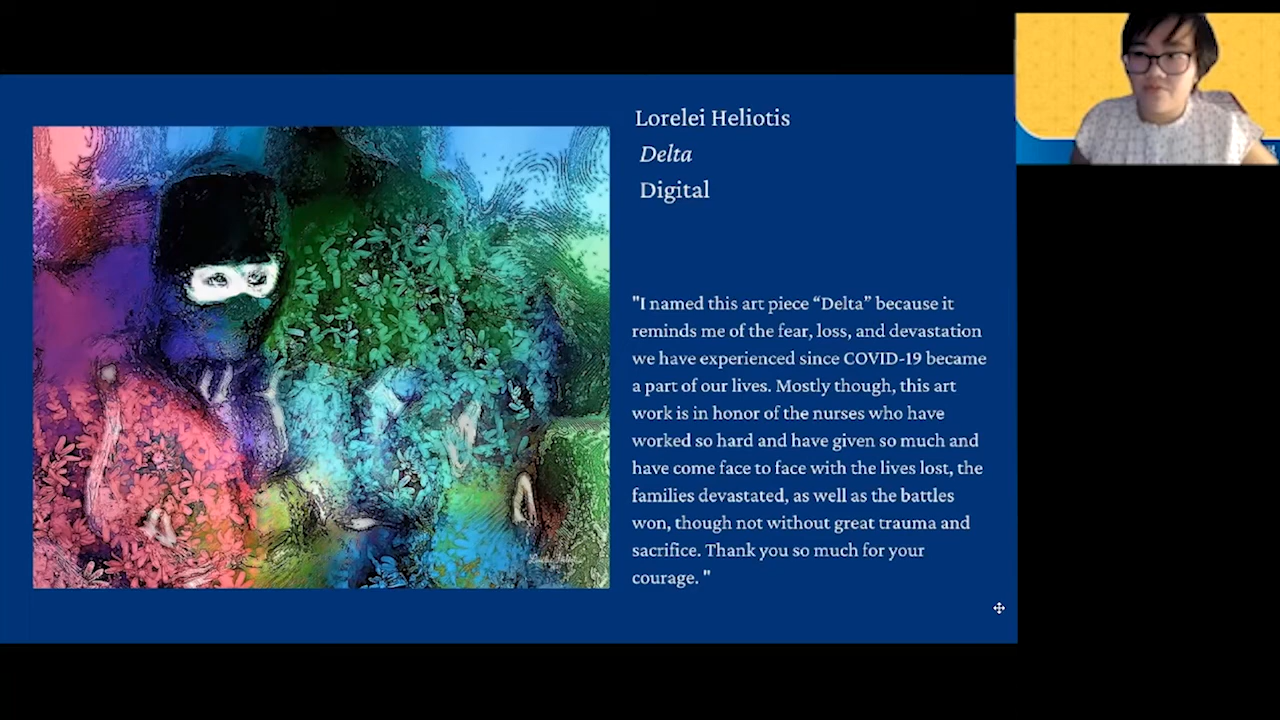 Lorelei Heliotis
Delta
Digital
"I named this art piece “Delta” because it
reminds me of the fear, loss, and devastation
we have experienced since COVID-19 became
a part of our lives. Mostly though, this art
work is in honor of the nurses who have
worked so hard and have given so much and
have come face to face with the lives lost, the
families devastated, as well as the battles
won, though not without great trauma and
sacrifice. Thank you so much for your
courage. "